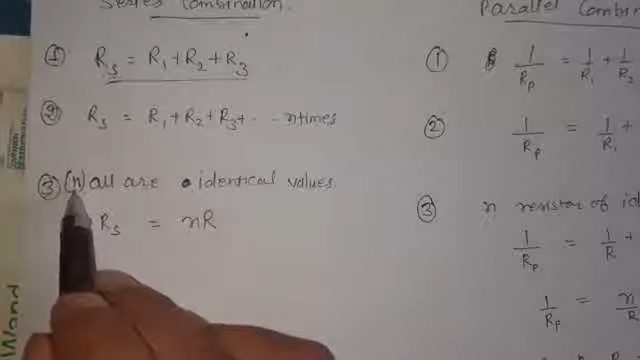 Series Combination.
① Rs = R1 + R2 + R3
② Rs = R1 + R2 + R3 + - - n times
③ (n) all are identical values.
Rs = nR
Parallel Combin
① 1/Rp = 1/R1 + 1/R2
② 1/Rp = 1/R1 +
③ n resistor of id
1/Rp = 1/R +
1/Rp = n/R